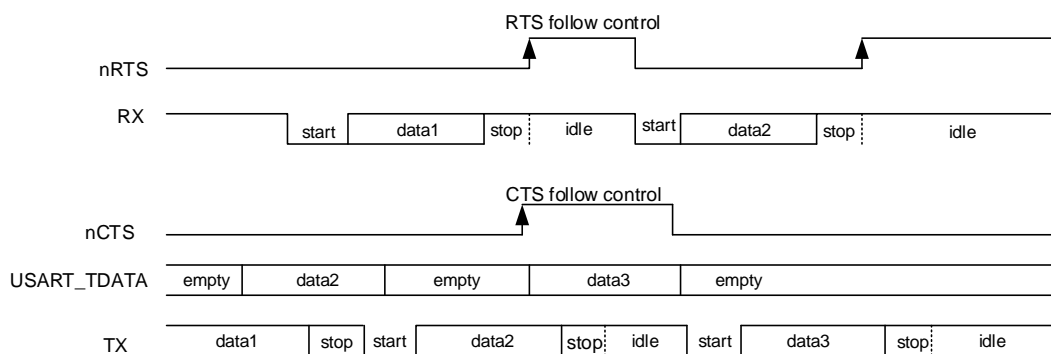 RTS follow control
nRTS
RX
start data1 stop idle start data2 stop idle
CTS follow control
nCTS
USART_TDATA empty data2 empty data3 empty
TX data1 stop start data2 stop idle start data3 stop idle